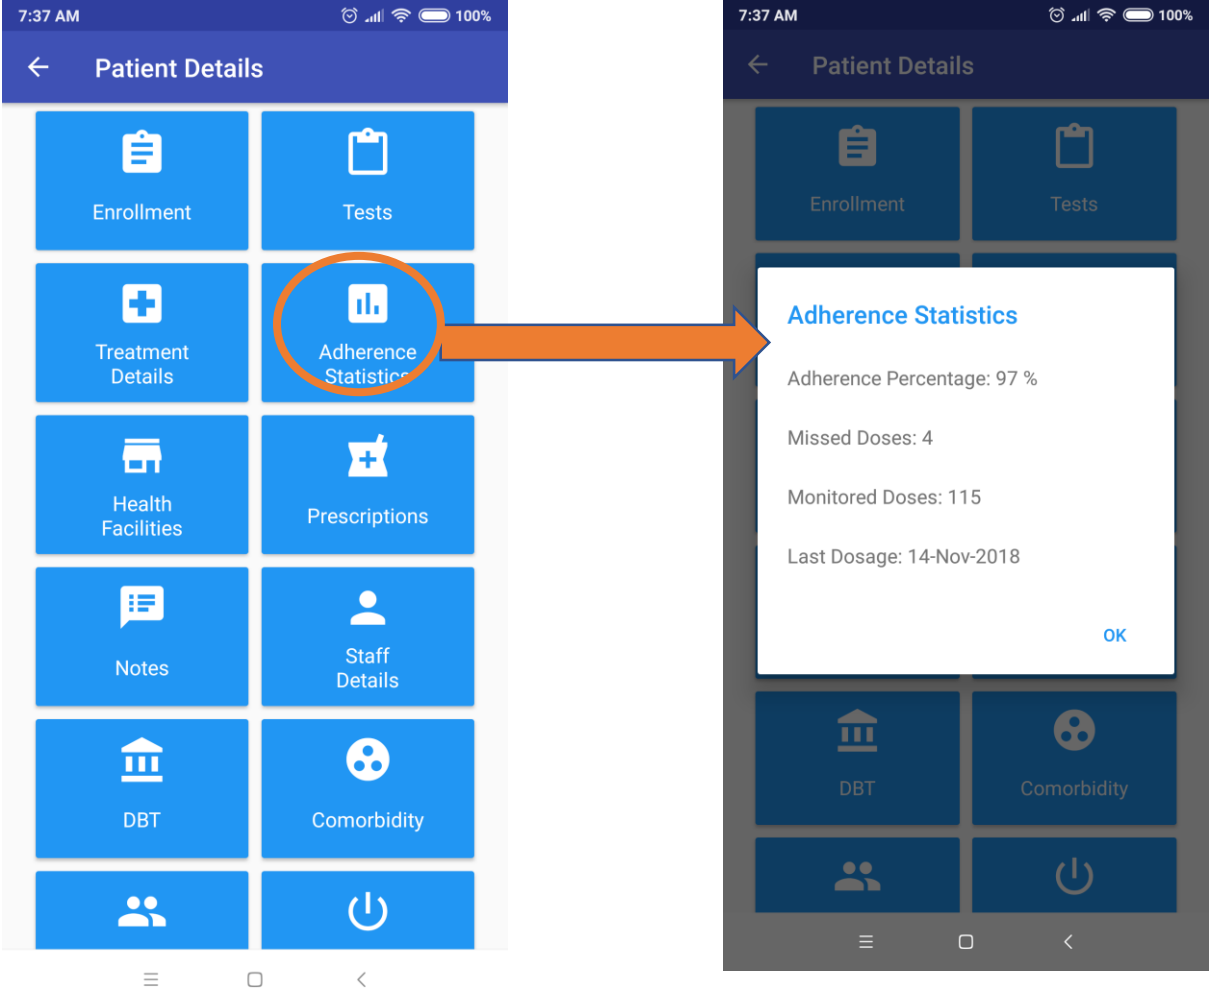 7:37 AM
100%
Patient Details
Enrollment
Tests
Treatment
Details
Adherence
Statistics
Health
Facilities
Prescriptions
Notes
Staff
Details
DBT
Comorbidity
7:37 AM
100%
Patient Details
Enrollment
Tests
Adherence Statistics
Adherence Percentage: 97 %
Missed Doses: 4
Monitored Doses: 115
Last Dosage: 14-Nov-2018
OK
DBT
Comorbidity